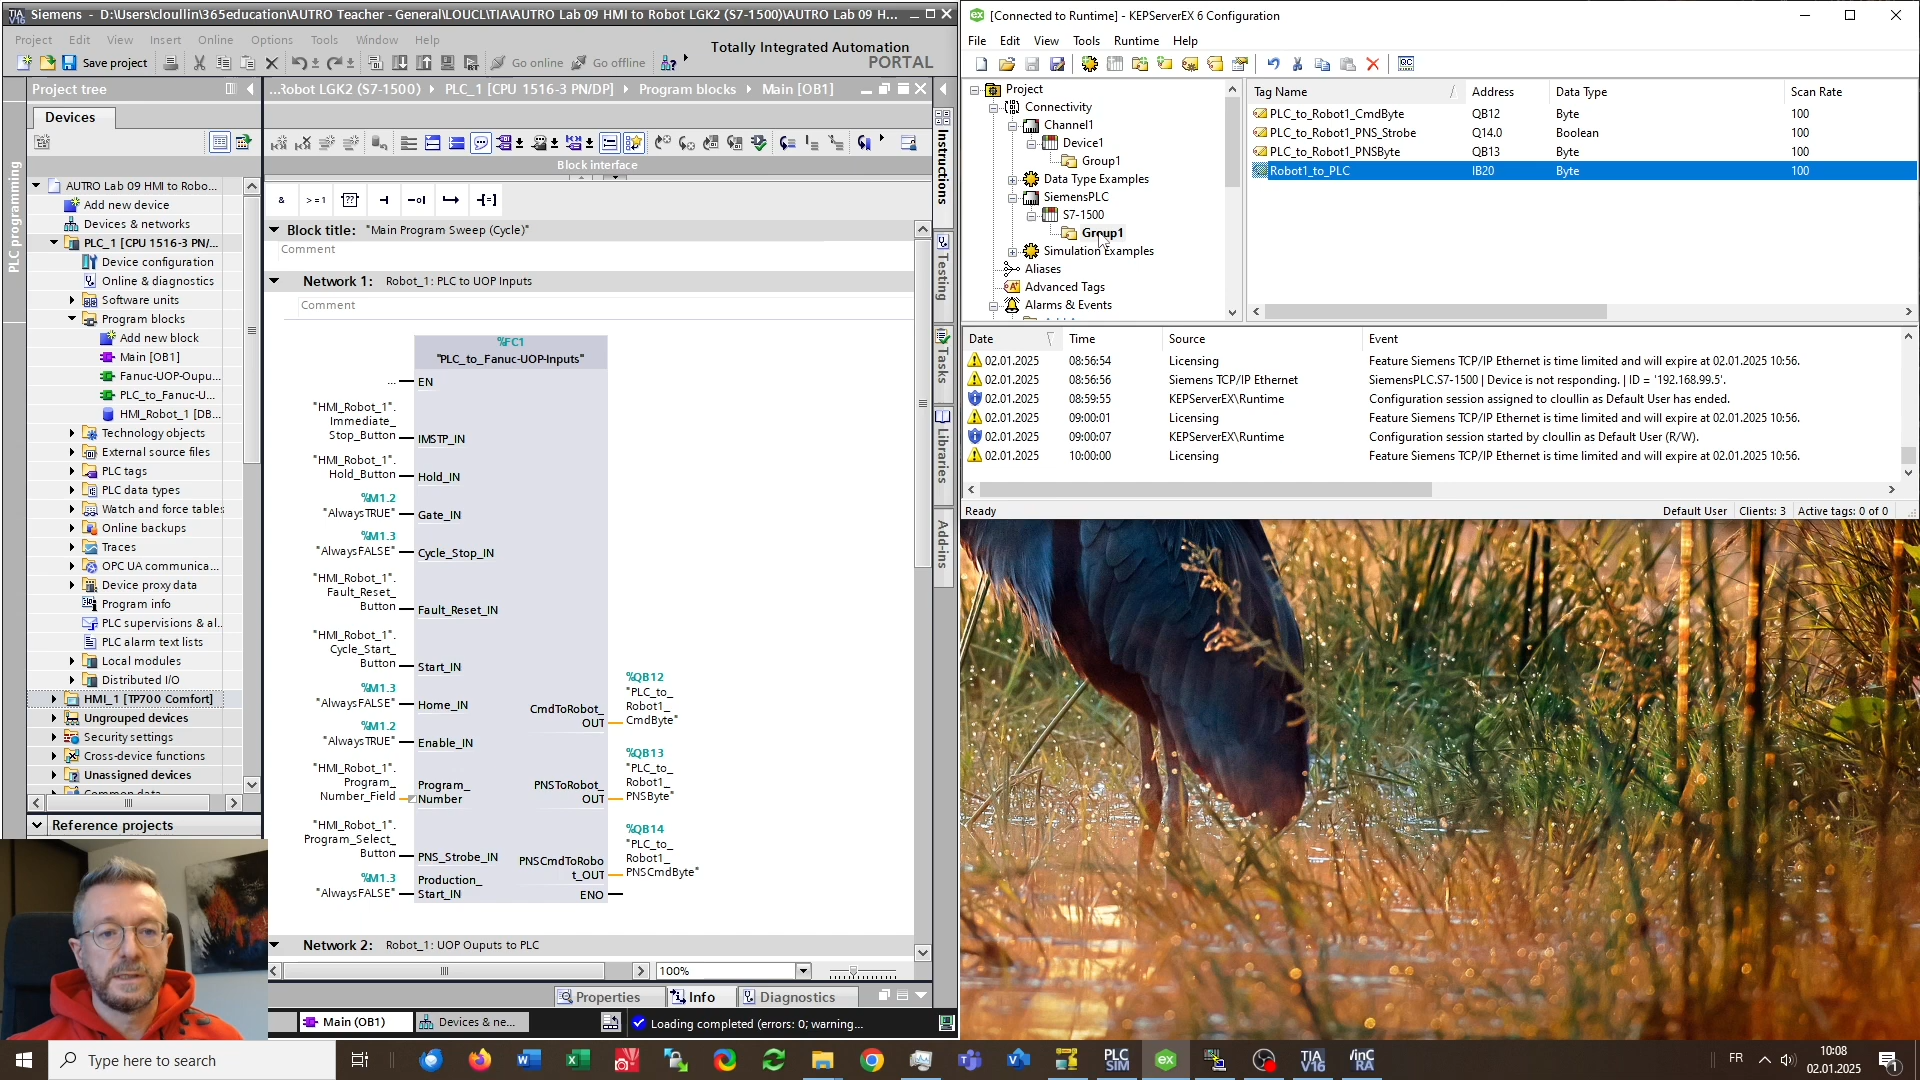 Siemens - D:\Users\cloullin\365education\AUTRO Teacher - General\LOUCL\TIA\AUTRO Lab 09 HMI to Robot LGK2 (S7-1500)\AUTRO Lab 09 H...
Project Edit View Insert Online Options Tools Window Help
Totally Integrated Automation
PORTAL
Save project
Go online
Go offline
Project tree
...Robot LGK2 (S7-1500) PLC_1 [CPU 1516-3 PN/DP] Program blocks Main [OB1]
Devices
PLC programming
AUTRO Lab 09 HMI to Robo...
Add new device
Devices & networks
PLC_1 [CPU 1516-3 PN/...
Device configuration
Online & diagnostics
Software units
Program blocks
Add new block
Main [OB1]
Fanuc-UOP-Oupu...
PLC_to_Fanuc-U...
HMI_Robot_1 [DB...
Technology objects
External source files
PLC tags
PLC data types
Watch and force tables
Online backups
Traces
OPC UA communica...
Device proxy data
Program info
PLC supervisions & al..
PLC alarm text lists
Local modules
Distributed I/O
HMI_1 [TP700 Comfort]
Ungrouped devices
Security settings
Cross-device functions
Unassigned devices
Common data
Reference projects
Block interface
& >=1 ??
Block title: "Main Program Sweep (Cycle)"
Comment
Network 1: Robot_1: PLC to UOP Inputs
Comment
%FC1
"PLC_to_Fanuc-UOP-Inputs"
... EN
"HMI_Robot_1".
Immediate_
Stop_Button IMSTP_IN
"HMI_Robot_1".
Hold_Button Hold_IN
%M1.2
"AlwaysTRUE" Gate_IN
%M1.3
"AlwaysFALSE" Cycle_Stop_IN
"HMI_Robot_1".
Fault_Reset_
Button Fault_Reset_IN
"HMI_Robot_1".
Cycle_Start_
Button Start_IN
%M1.3
"AlwaysFALSE" Home_IN
%M1.2
"AlwaysTRUE" Enable_IN
"HMI_Robot_1".
Program_
Number_Field Program_
Number
"HMI_Robot_1".
Program_Select_
Button PNS_Strobe_IN
%M1.3
"AlwaysFALSE" Production_
Start_IN
%QB12
"PLC_to_
Robot1_
CmdByte"
CmdToRobot_
OUT
%QB13
"PLC_to_
Robot1_
PNSByte"
PNSToRobot_
OUT
%QB14
"PLC_to_
Robot1_
PNSCmdByte"
PNSCmdToRobo
t_OUT
ENO
Network 2: Robot_1: UOP Ouputs to PLC
100%
Properties Info Diagnostics
Main (OB1) Devices & ne... Loading completed (errors: 0; warning...
Instructions
Testing
Tasks
Libraries
Add-ins
[Connected to Runtime] - KEPServerEX 6 Configuration
File Edit View Tools Runtime Help
Project
Connectivity
Channel1
Device1
Group1
Data Type Examples
SiemensPLC
S7-1500
Group1
Simulation Examples
Aliases
Advanced Tags
Alarms & Events
Tag Name Address Data Type Scan Rate
PLC_to_Robot1_CmdByte QB12 Byte 100
PLC_to_Robot1_PNS_Strobe Q14.0 Boolean 100
PLC_to_Robot1_PNSByte QB13 Byte 100
Robot1_to_PLC IB20 Byte 100
Date Time Source Event
02.01.2025 08:56:54 Licensing Feature Siemens TCP/IP Ethernet is time limited and will expire at 02.01.2025 10:56.
02.01.2025 08:56:56 Siemens TCP/IP Ethernet SiemensPLC.S7-1500 | Device is not responding. | ID = '192.168.99.5'.
02.01.2025 08:59:55 KEPServerEX\Runtime Configuration session assigned to cloullin as Default User has ended.
02.01.2025 09:00:01 Licensing Feature Siemens TCP/IP Ethernet is time limited and will expire at 02.01.2025 10:56.
02.01.2025 09:00:07 KEPServerEX\Runtime Configuration session started by cloullin as Default User (R/W).
02.01.2025 10:00:00 Licensing Feature Siemens TCP/IP Ethernet is time limited and will expire at 02.01.2025 10:56.
Ready Default User Clients: 3 Active tags: 0 of 0
Type here to search
PLC SIM
ex
TIA V16
WinC RA
FR
10:08
02.01.2025
1